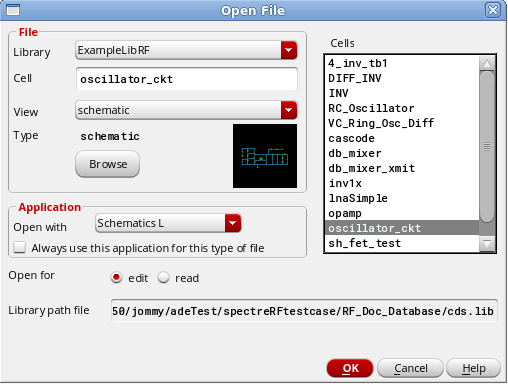 Open File
File
Library ExampleLibRF
Cell oscillator_ckt
View schematic
Type schematic
Browse
Application
Open with Schematics L
Always use this application for this type of file
Cells
4_inv_tb1
DIFF_INV
INV
RC_Oscillator
VC_Ring_Osc_Diff
cascode
db_mixer
db_mixer_xmit
inv1x
lnaSimple
opamp
oscillator_ckt
sh_fet_test
Open for edit read
Library path file 50/jommy/adeTest/spectreRFtestcase/RF_Doc_Database/cds.lib
OK Cancel Help